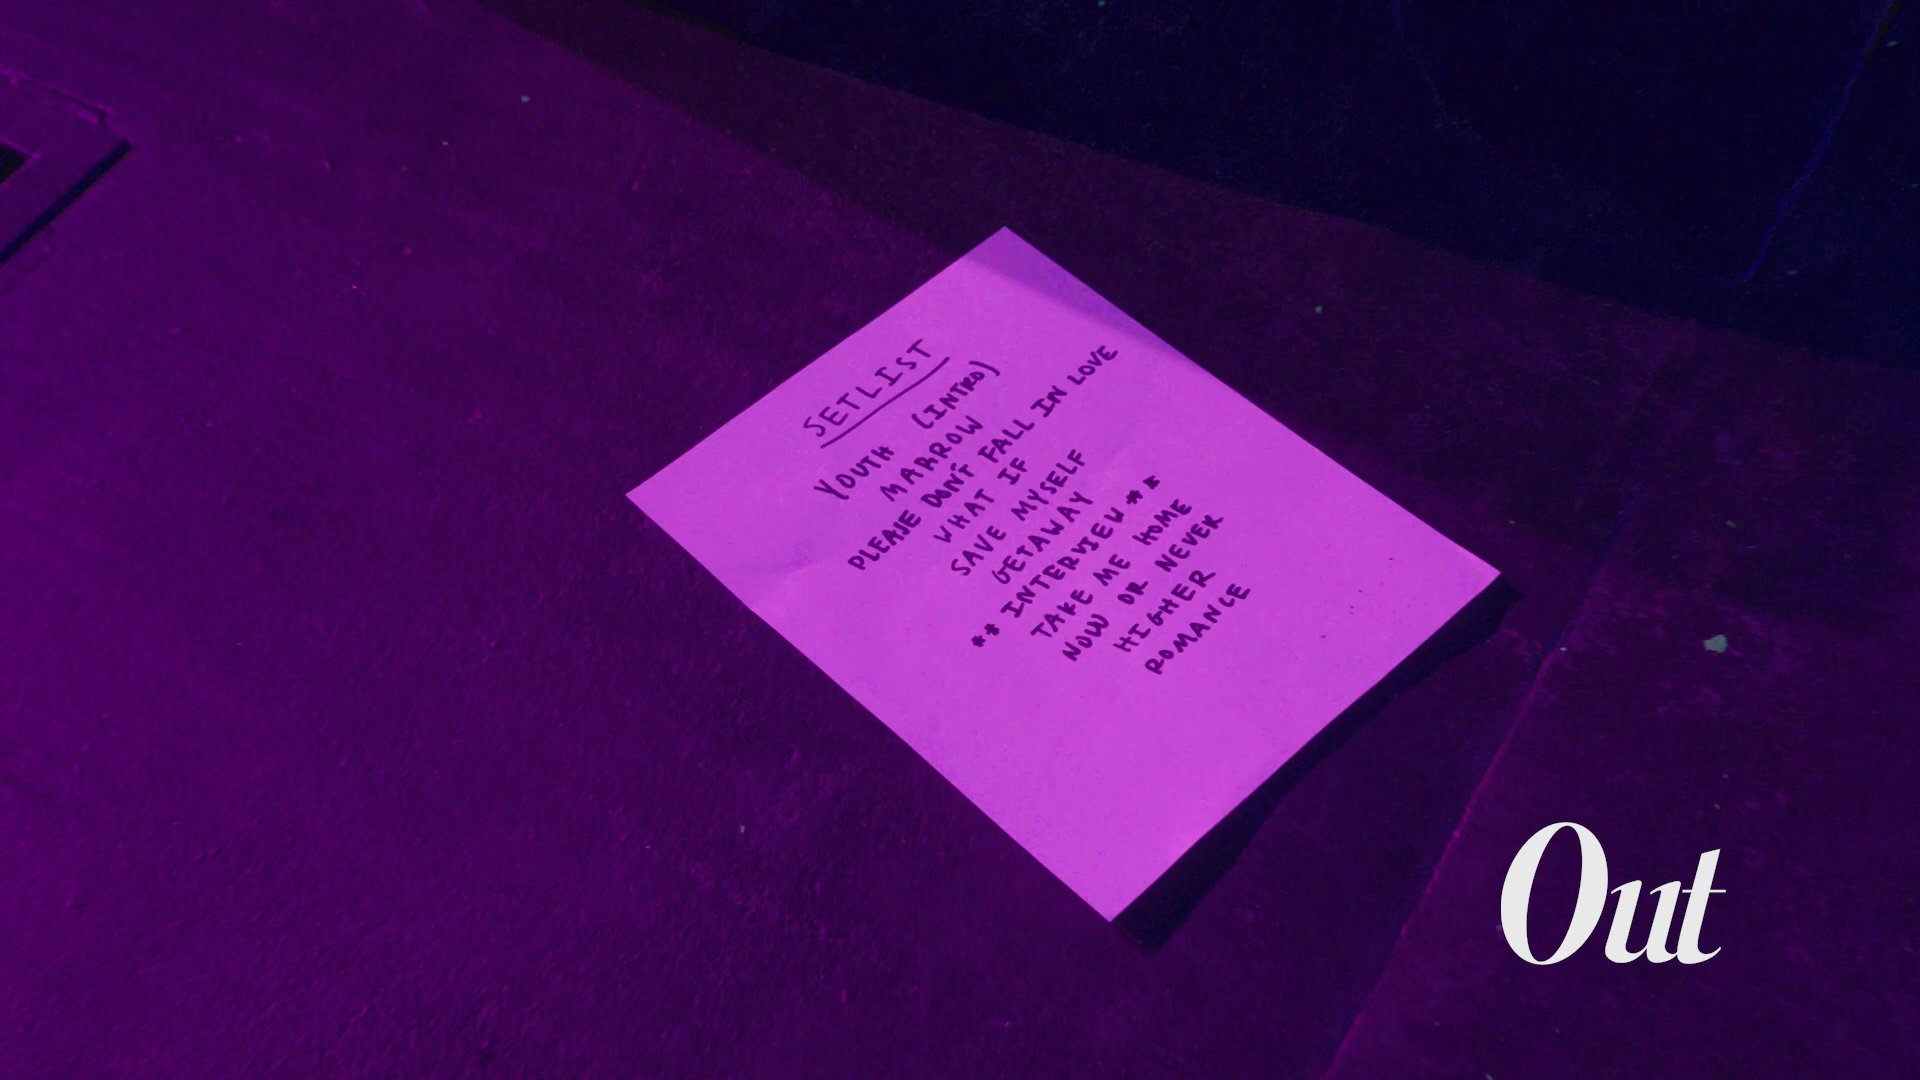 SETLIST
YOUTH (INTRO)
MARROW
PLEASE DON'T FALL IN LOVE
WHAT IF
SAVE MYSELF
GETAWAY
** INTERVIEW **
TAKE ME HOME
NOW OR NEVER
HIGHER
ROMANCE
Out